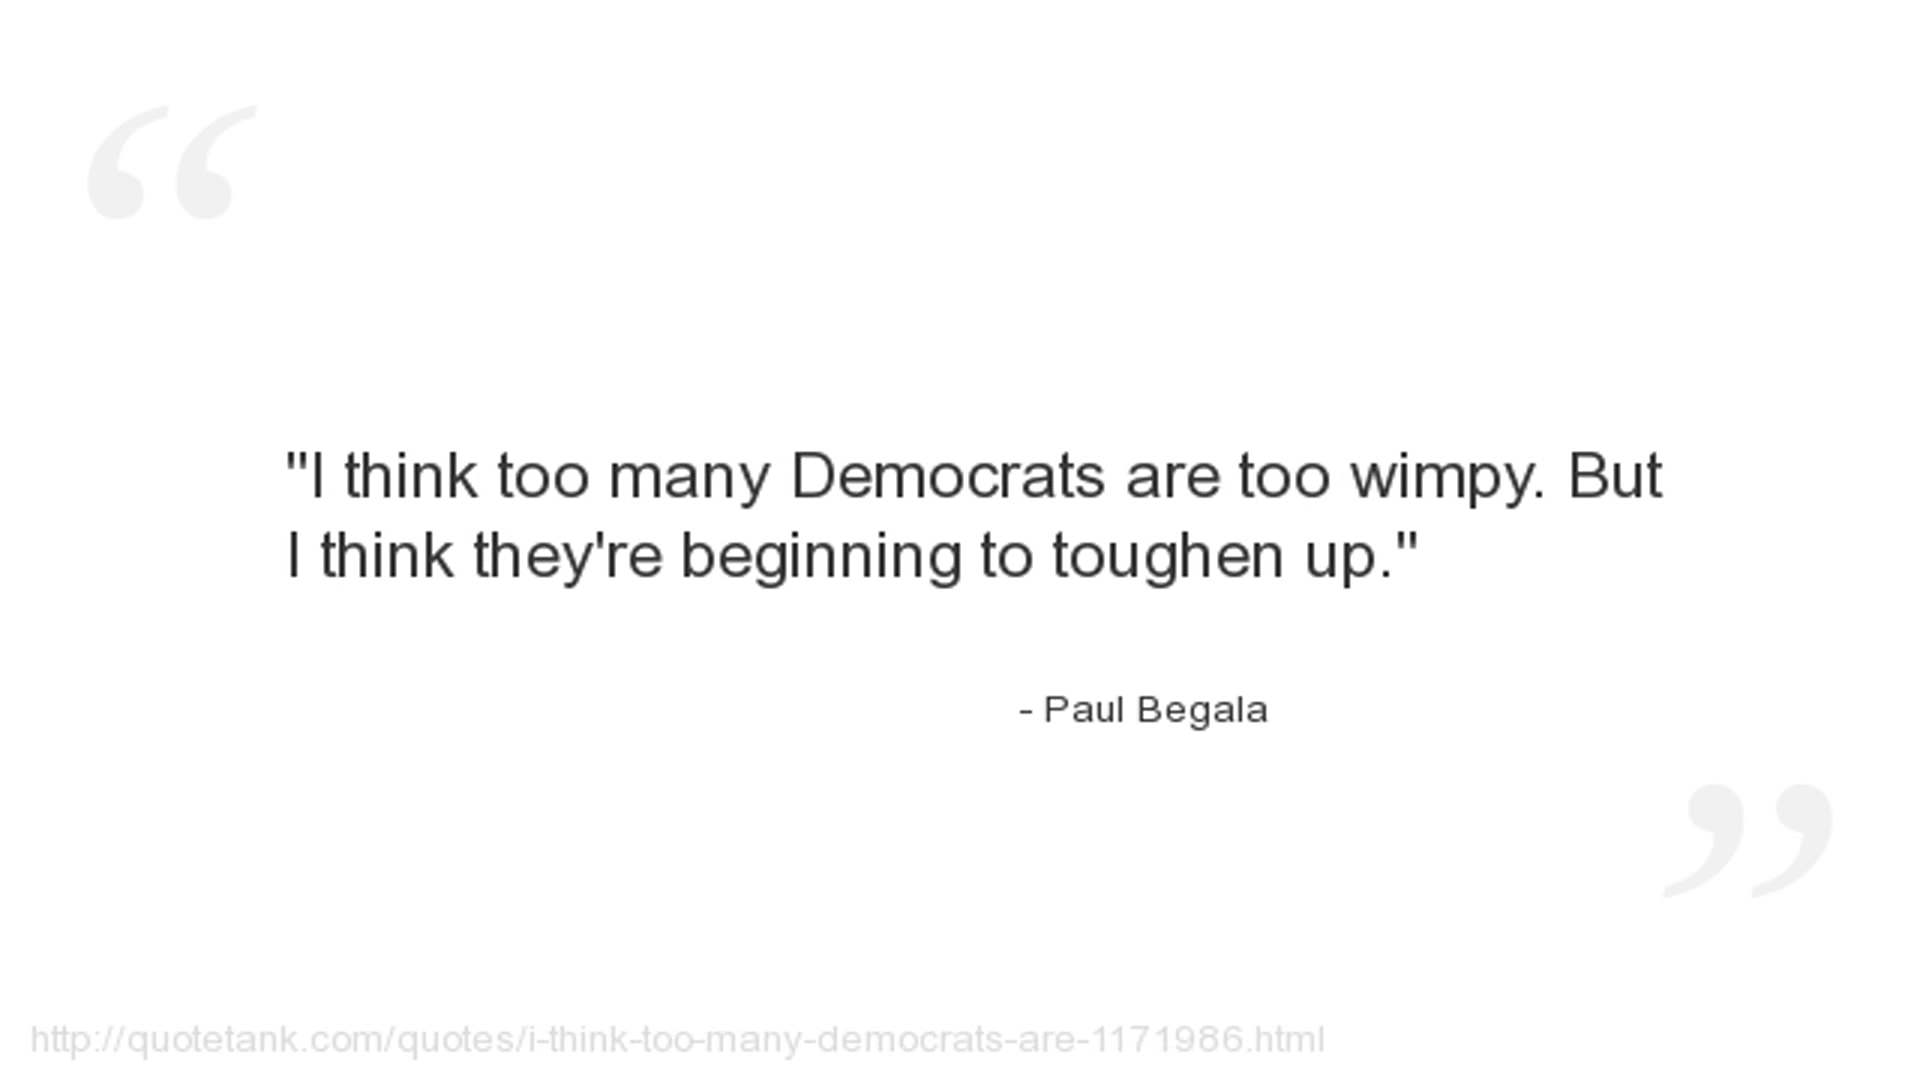 "I think too many Democrats are too wimpy. But
I think they're beginning to toughen up."
- Paul Begala
http://quotetank.com/quotes/i-think-too-many-democrats-are-1171986.html